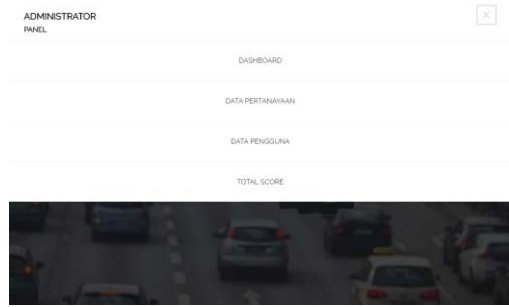 ADMINISTRATOR
PANEL
DASHBOARD
DATA PERTANAYAAN
DATA PENGGUNA
TOTAL SCORE